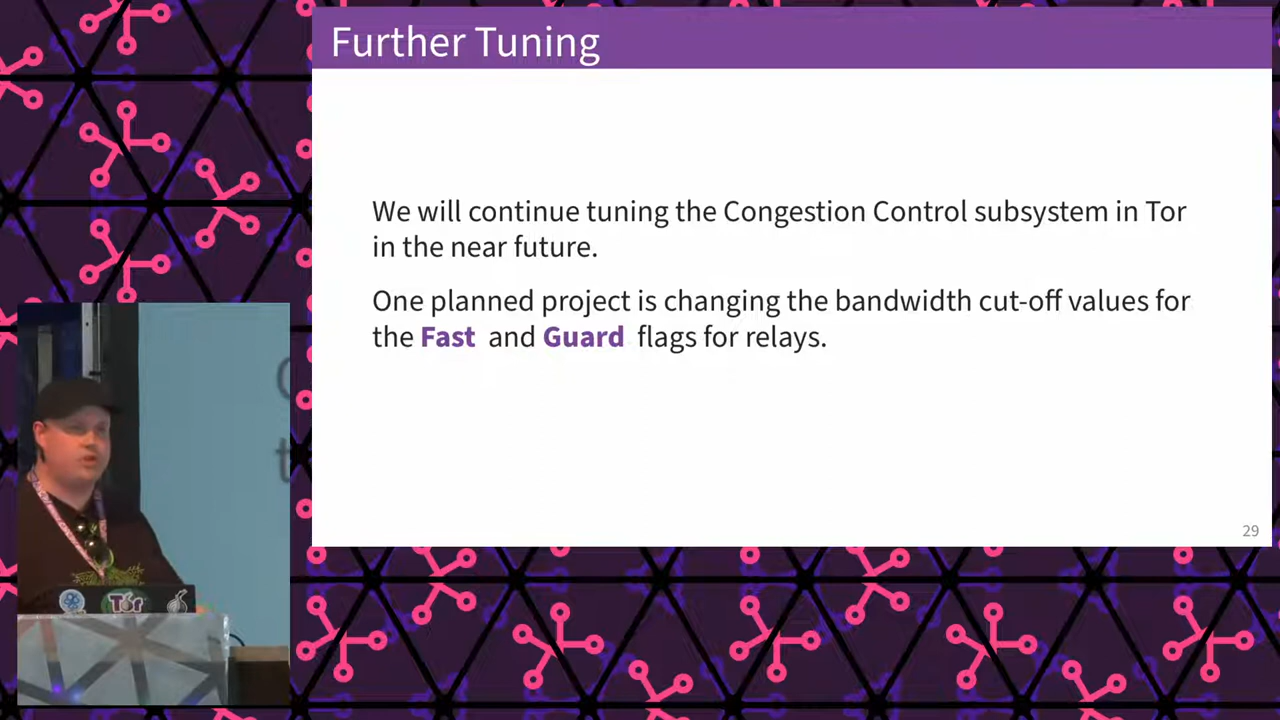 Further Tuning
We will continue tuning the Congestion Control subsystem in Tor
in the near future.
One planned project is changing the bandwidth cut-off values for
the Fast and Guard flags for relays.
29
Tor